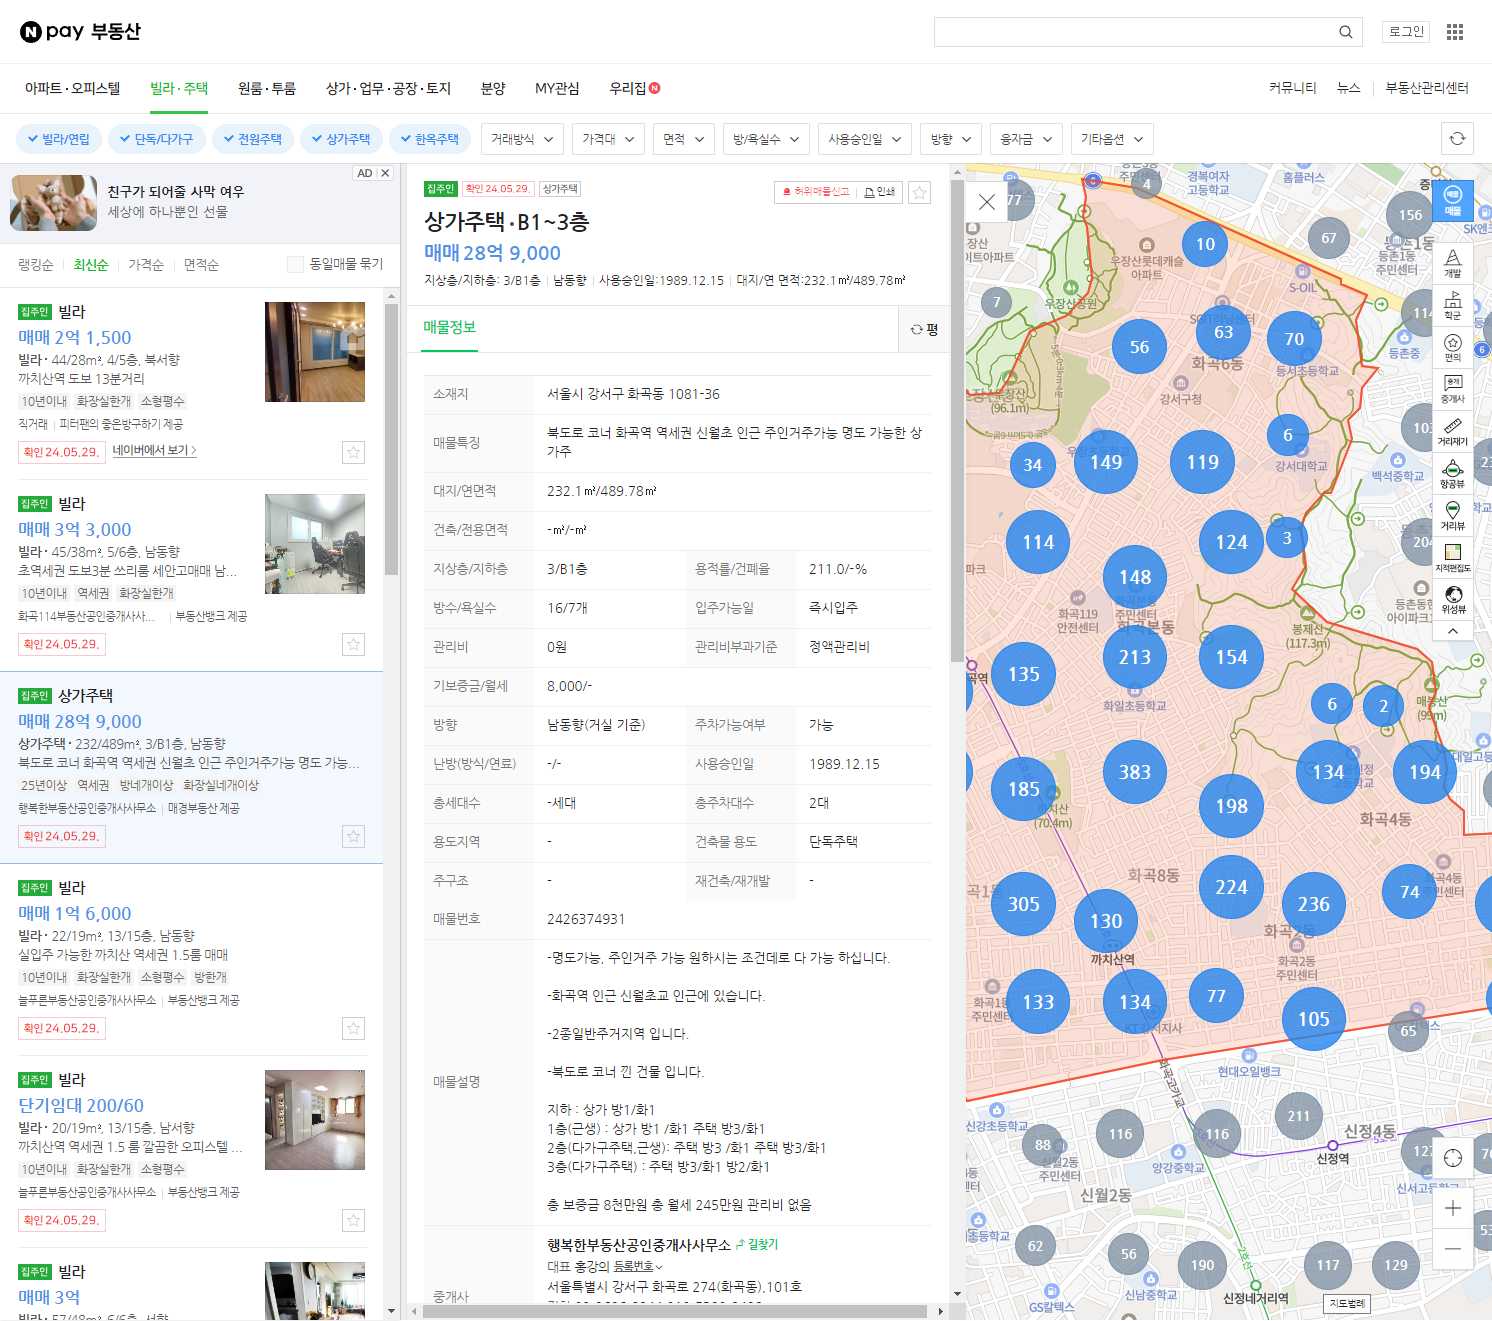 N pay 부동산
로그인
아파트·오피스텔
빌라·주택
원룸·투룸
상가·업무·공장·토지
분양
MY관심
우리집 N
커뮤니티
뉴스
부동산관리센터
빌라/연립
단독/다가구
전원주택
상가주택
한옥주택
거래방식
가격대
면적
방/욕실수
사용승인일
방향
융자금
기타옵션
AD
친구가 되어줄 사막 여우
세상에 하나뿐인 선물
랭킹순
최신순
가격순
면적순
동일매물 묶기
집주인 빌라
매매 2억 1,500
빌라 · 44/28m², 4/5층, 북서향
까치산역 도보 13분거리
10년이내 화장실한개 소형평수
직거래 | 피터팬의 좋은방구하기 제공
확인 24.05.29.
네이버에서 보기
집주인 빌라
매매 3억 3,000
빌라 · 45/38m², 5/6층, 남동향
초역세권 도보3분 쓰리룸 세안고매매 남...
10년이내 역세권 화장실한개
화곡114부동산공인중개사사... | 부동산뱅크 제공
확인 24.05.29.
집주인 상가주택
매매 28억 9,000
상가주택 · 232/489m², 3/B1층, 남동향
북도로 코너 화곡역 역세권 신월초 인근 주인거주가능 명도 가능...
25년이상 역세권 방네개이상 화장실네개이상
행복한부동산공인중개사사무소 | 매경부동산 제공
확인 24.05.29.
집주인 빌라
매매 1억 6,000
빌라 · 22/19m², 13/15층, 남동향
실입주 가능한 까치산 역세권 1.5룸 매매
10년이내 화장실한개 소형평수 방한개
늘푸른부동산공인중개사사무소 | 부동산뱅크 제공
확인 24.05.29.
집주인 빌라
단기임대 200/60
빌라 · 20/19m², 13/15층, 남서향
까치산역 역세권 1.5 룸 깔끔한 오피스텔 ...
10년이내 화장실한개 소형평수
늘푸른부동산공인중개사사무소 | 부동산뱅크 제공
확인 24.05.29.
집주인 빌라
매매 3억
빌라 · 57/48m², 6/6층, 서향
집주인 확인 24.05.29. 상가주택
허위매물신고
인쇄
상가주택 · B1~3층
매매 28억 9,000
지상층/지하층: 3/B1층 | 남동향 | 사용승인일:1989.12.15 | 대지/연 면적:232.1㎡/489.78㎡
매물정보
평
소재지 서울시 강서구 화곡동 1081-36
매물특징 북도로 코너 화곡역 역세권 신월초 인근 주인거주가능 명도 가능한 상
가주
대지/연면적 232.1㎡/489.78㎡
건축/전용면적 -㎡/-㎡
지상층/지하층 3/B1층 용적률/건폐율 211.0/-%
방수/욕실수 16/7개 입주가능일 즉시입주
관리비 0원 관리비부과기준 정액관리비
기보증금/월세 8,000/-
방향 남동향(거실 기준) 주차가능여부 가능
난방(방식/연료) -/- 사용승인일 1989.12.15
총세대수 -세대 총주차대수 2대
용도지역 - 건축물 용도 단독주택
주구조 - 재건축/재개발 -
매물번호 2426374931
매물설명
-명도가능, 주인거주 가능 원하시는 조건데로 다 가능 하십니다.
-화곡역 인근 신월초교 인근에 있습니다.
-2종일반주거지역 입니다.
-북도로 코너 낀 건물 입니다.
지하 : 상가 방1/화1
1층(근생) : 상가 방1 /화1 주택 방3/화1
2층(다가구주택,근생): 주택 방3 /화1 주택 방3/화1
3층(다가구주택) : 주택 방3/화1 방2/화1
총 보증금 8천만원 총 월세 245만원 관리비 없음
중개사
행복한부동산공인중개사사무소 길찾기
대표 홍강의 등록번호
서울특별시 강서구 화곡로 274(화곡동),101호
77
4
경복여자
고등학교
홈플러스
156
67
10
우장산롯데캐슬
아파트
우장산공원
S-OIL
7
56
63
70
화곡6동
등서초등학교
강서구청
등촌중
(96.1m)
34
149
119
6
강서대학교
백석중학교
114
124
3
148
화곡119
안전센터
주민센터
화곡본동
봉제산
(117.3m)
135
213
154
화일초등학교
6
2
매봉산
(99m)
185
383
198
134
194
(70.4m)
화곡4동
화곡8동
305
130
224
236
74
까치산역
화곡2동
주민센터
133
134
77
105
65
현대오일뱅크
화곡고가교
신강초등학교
88
116
116
211
신정4동
신정역
신월2동
주민센터
양강중학교
신월2동
62
56
190
117
129
2호선
GS칼텍스
신남중학교
신정네거리역
지도범례
매물
개발
학군
편의
중개사
거리재기
항공뷰
거리뷰
지적편집도
위성뷰